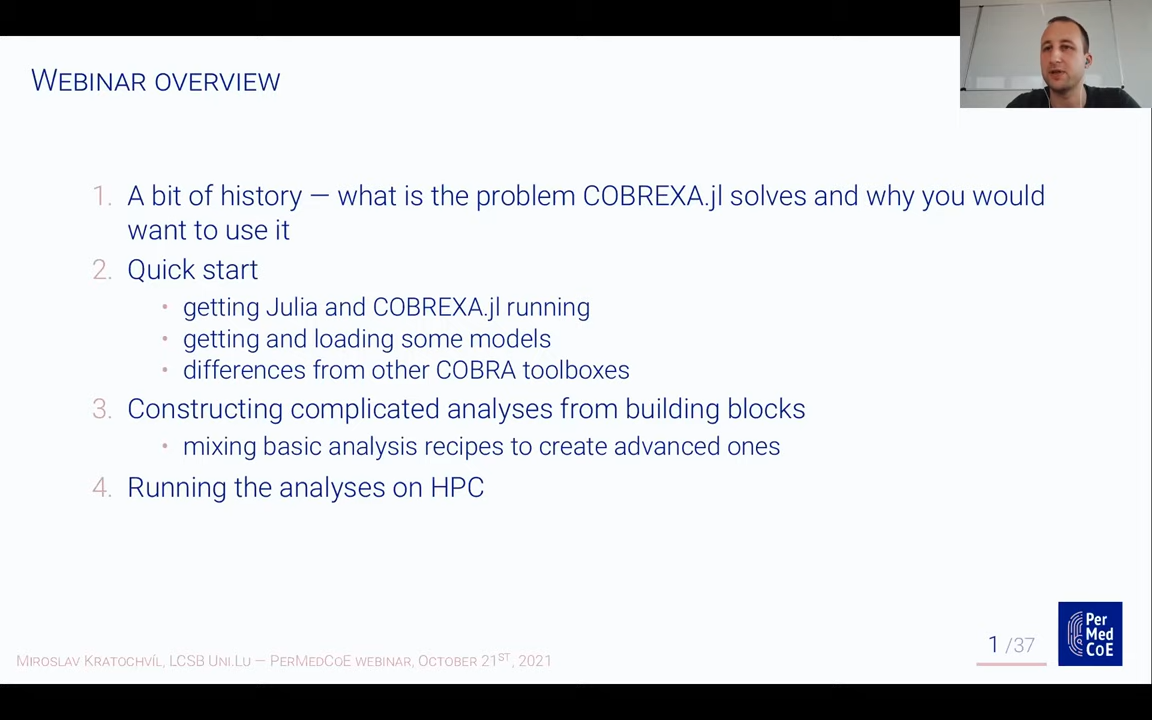 WEBINAR OVERVIEW
1. A bit of history — what is the problem COBREXA.jl solves and why you would
want to use it
2. Quick start
• getting Julia and COBREXA.jl running
• getting and loading some models
• differences from other COBRA toolboxes
3. Constructing complicated analyses from building blocks
• mixing basic analysis recipes to create advanced ones
4. Running the analyses on HPC
MIROSLAV KRATOCHVÍL, LCSB UNI.LU — PERMEDCOE WEBINAR, OCTOBER 21ST, 2021
1 /37
Per
Med
CoE